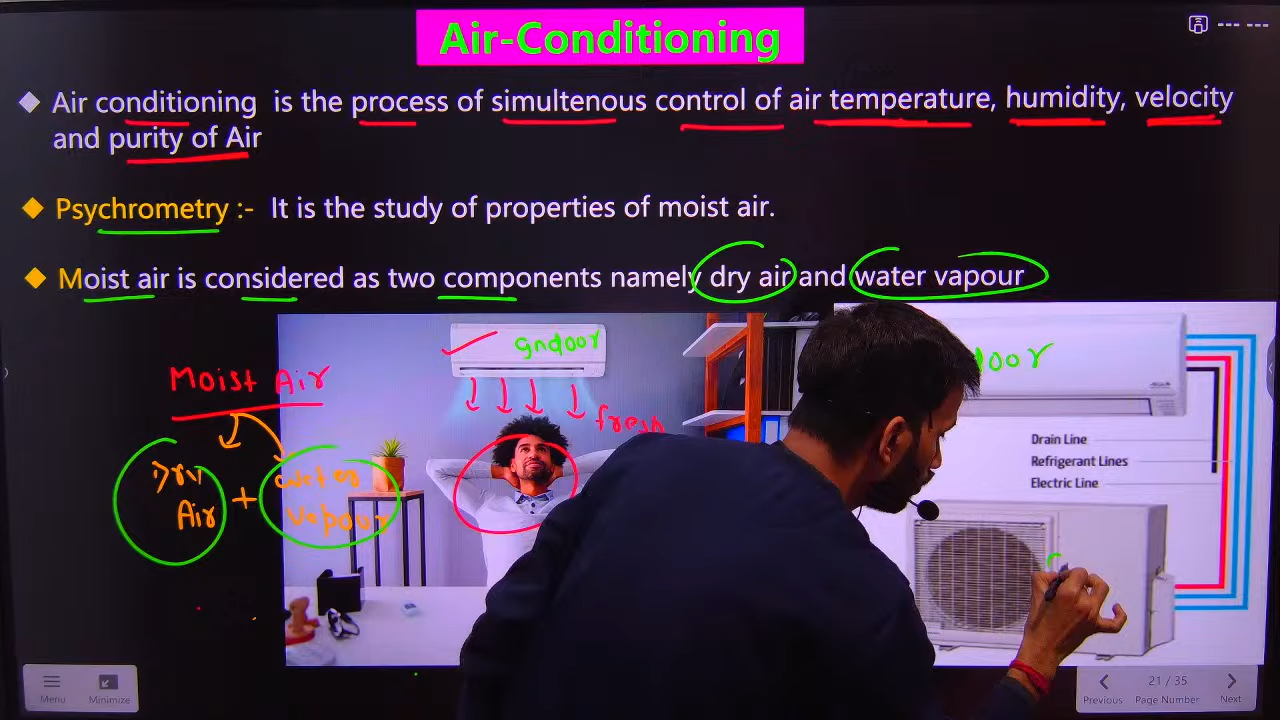 Air-Conditioning
Air conditioning is the process of simultenous control of air temperature, humidity, velocity
and purity of Air
Psychrometry :- It is the study of properties of moist air.
Moist air is considered as two components namely dry air and water vapour
Indoor
Moist Air
fresh
Dry
Air
+
Water
Vapour
door
Drain Line
Refrigerant Lines
Electric Line
Menu
Minimize
21 / 35
Previous
Page Number
Next